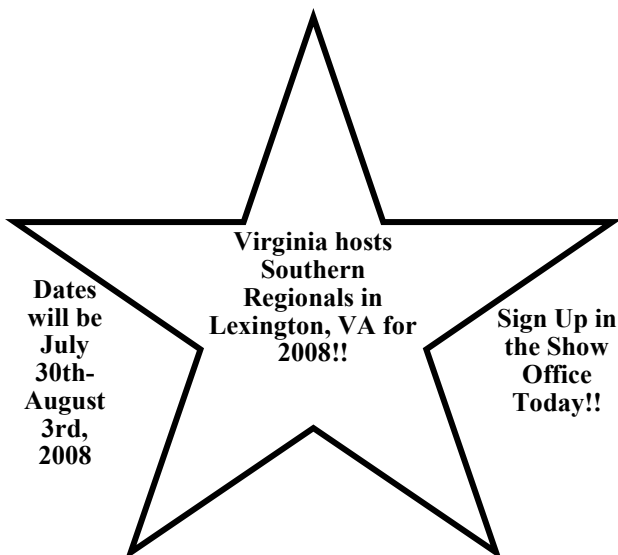 Virginia hosts
Southern
Regionals in
Lexington, VA for
2008!!
Dates
will be
July
30th-
August
3rd,
2008
Sign Up in
the Show
Office
Today!!